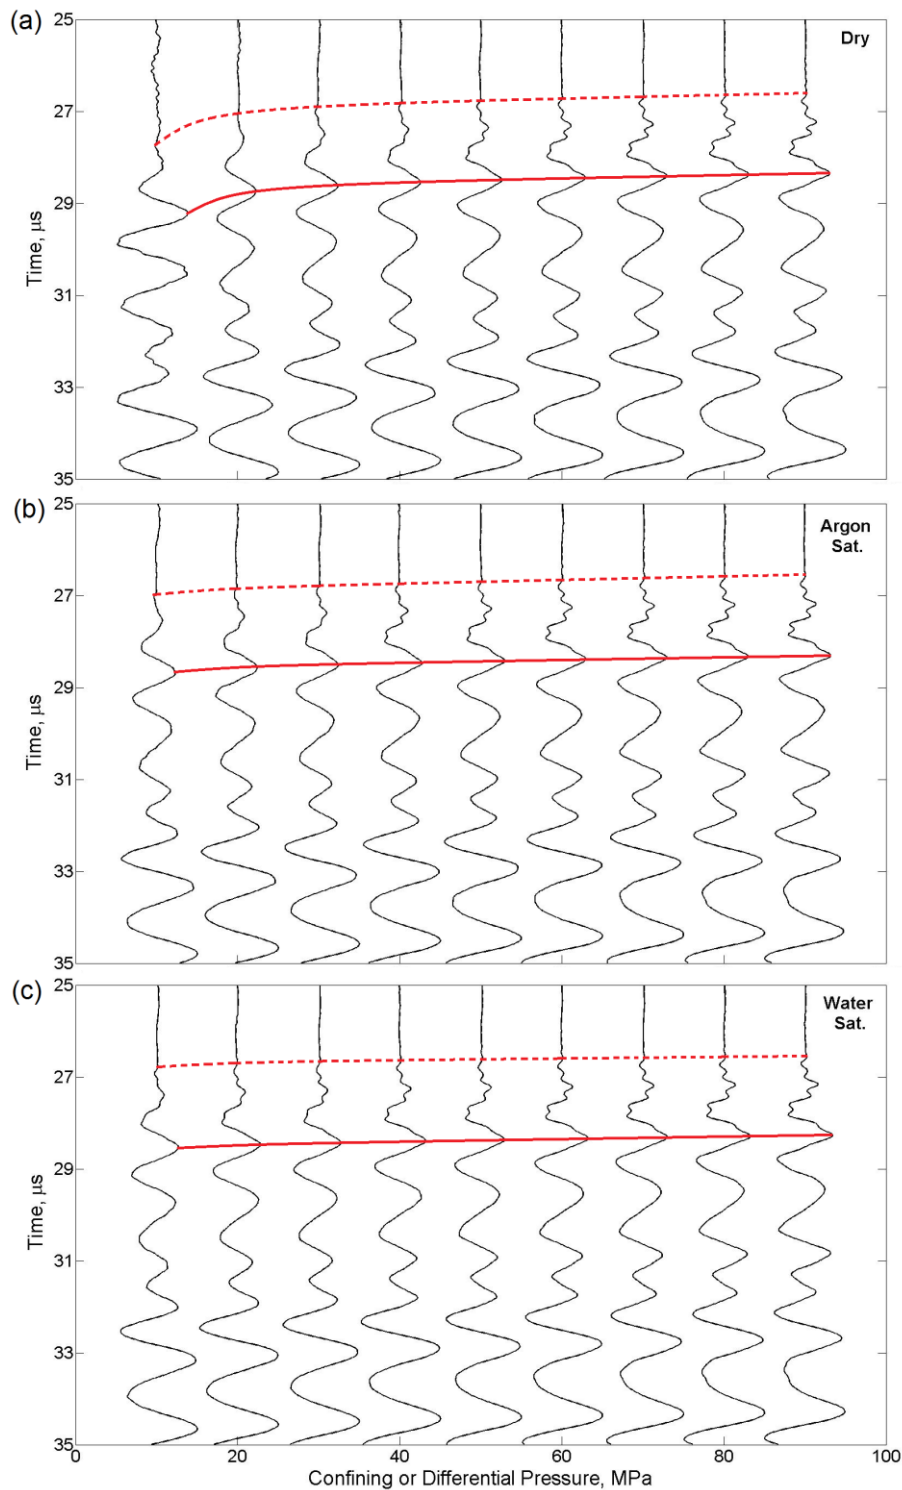 (a)
Dry
25
27
29
31
33
35
Time, μs
(b)
Argon
Sat.
25
27
29
31
33
35
Time, μs
(c)
Water
Sat.
25
27
29
31
33
35
Time, μs
0 20 40 60 80 100
Confining or Differential Pressure, MPa